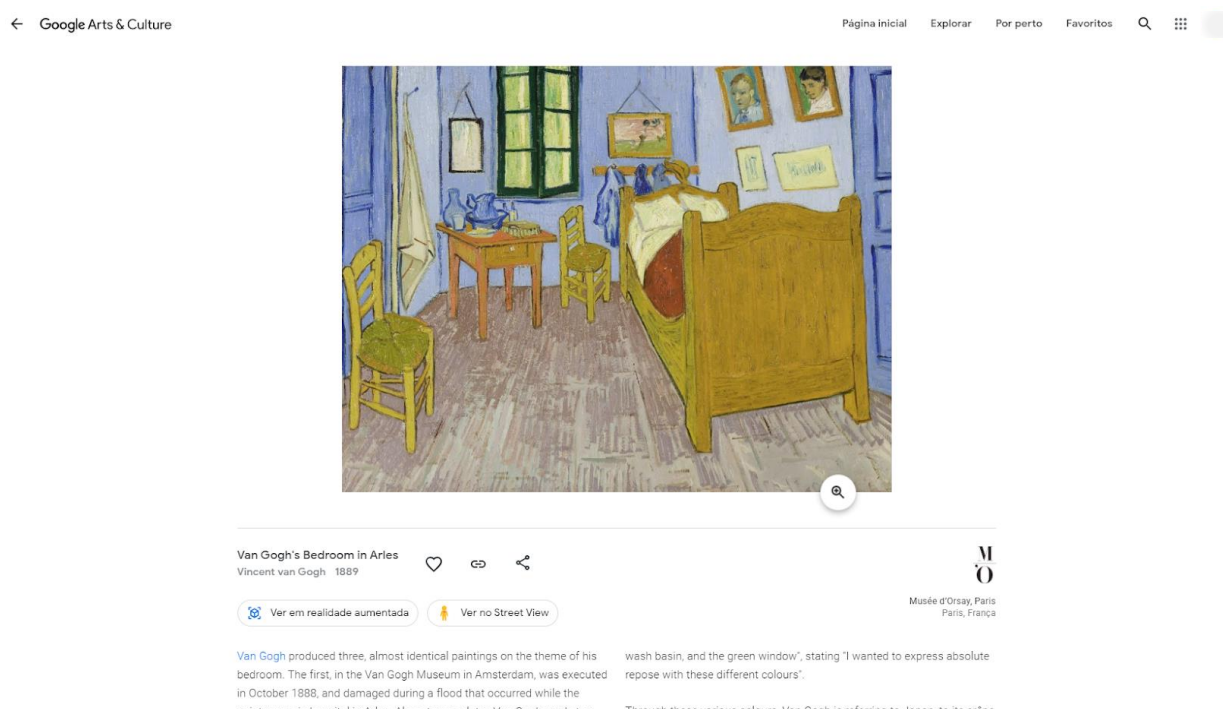 Google Arts & Culture
Página inicial
Explorar
Por perto
Favoritos
Van Gogh's Bedroom in Arles
Vincent van Gogh 1889
M
O
Musée d'Orsay, Paris
Paris, França
Ver em realidade aumentada
Ver no Street View
Van Gogh produced three, almost identical paintings on the theme of his
bedroom. The first, in the Van Gogh Museum in Amsterdam, was executed
in October 1888, and damaged during a flood that occurred while the
wash basin, and the green window", stating "I wanted to express absolute
repose with these different colours".